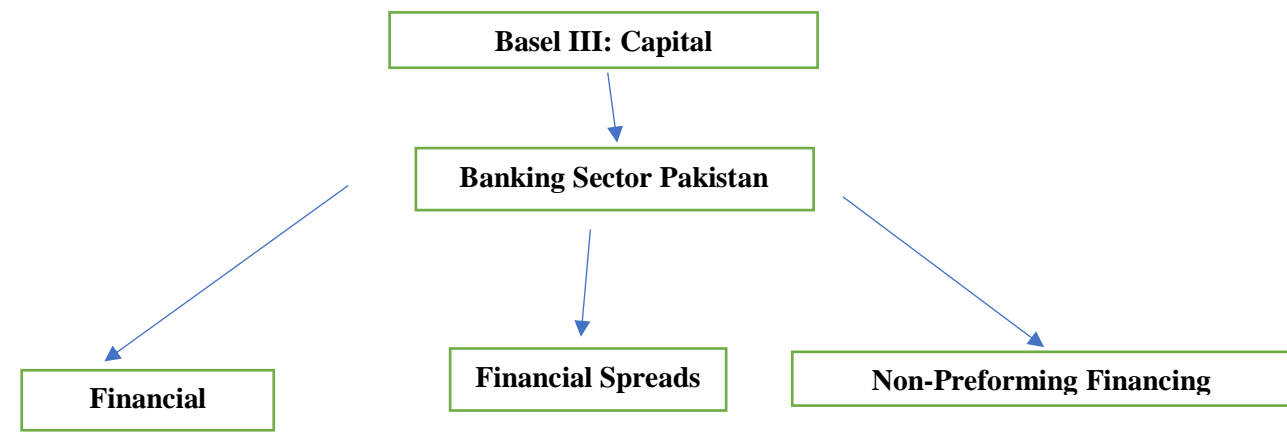 Basel III: Capital
Banking Sector Pakistan
Financial
Financial Spreads
Non-Preforming Financing